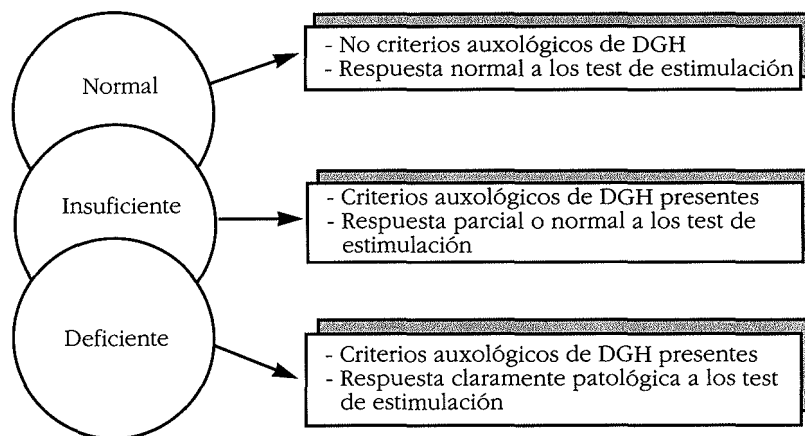 Normal
- No criterios auxológicos de DGH
- Respuesta normal a los test de estimulación
Insuficiente
- Criterios auxológicos de DGH presentes
- Respuesta parcial o normal a los test de
estimulación
Deficiente
- Criterios auxológicos de DGH presentes
- Respuesta claramente patológica a los test
de estimulación